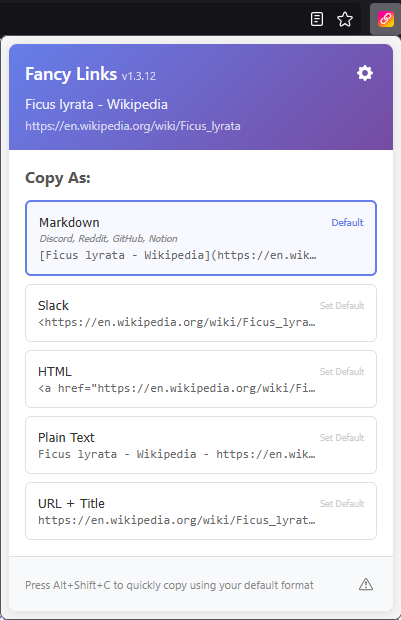 Fancy Links v1.3.12
Ficus lyrata - Wikipedia
https://en.wikipedia.org/wiki/Ficus_lyrata
Copy As:
Markdown Default
Discord, Reddit, GitHub, Notion
[Ficus lyrata - Wikipedia](https://en.wik…
Slack Set Default
<https://en.wikipedia.org/wiki/Ficus_lyra…
HTML Set Default
<a href="https://en.wikipedia.org/wiki/Fi…
Plain Text Set Default
Ficus lyrata - Wikipedia - https://en.wik…
URL + Title Set Default
https://en.wikipedia.org/wiki/Ficus_lyrat…
Press Alt+Shift+C to quickly copy using your default format